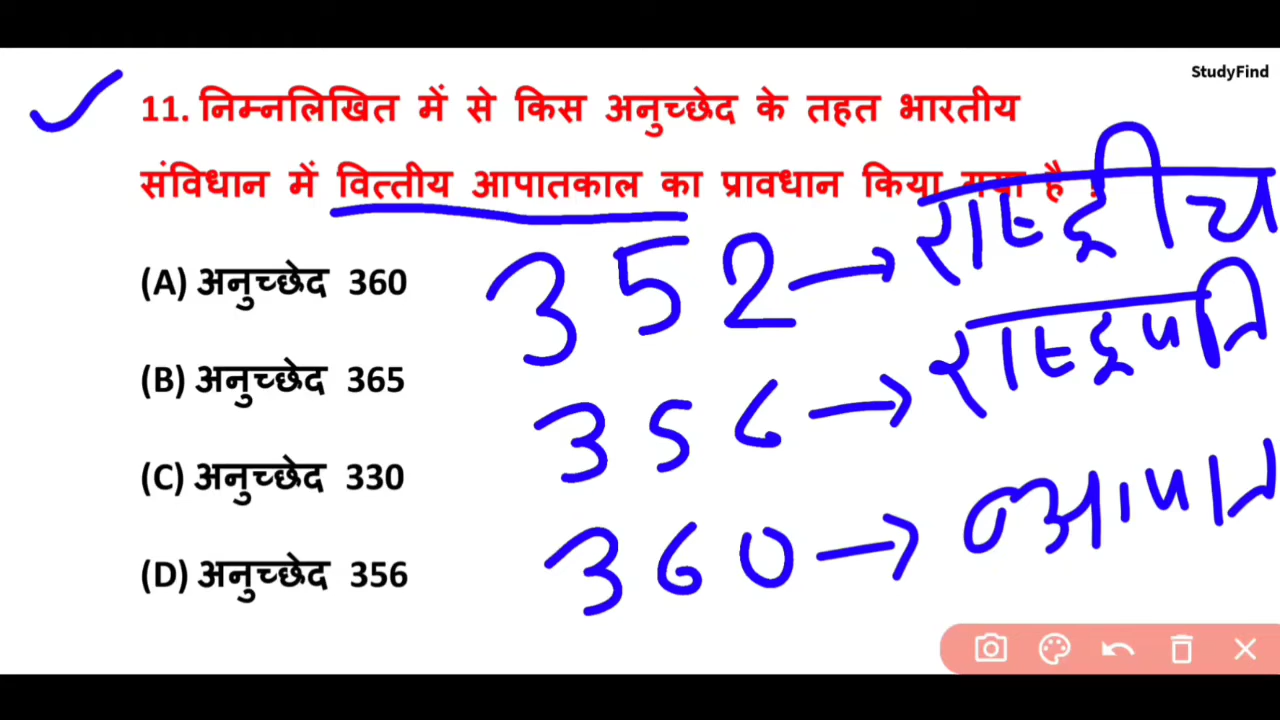 StudyFind
11. निम्नलिखित में से किस अनुच्छेद के तहत भारतीय
संविधान में वित्तीय आपातकाल का प्रावधान किया गया है ?
(A) अनुच्छेद 360
352 → राष्ट्रीय
(B) अनुच्छेद 365
356 → राष्ट्रपति
(C) अनुच्छेद 330
(D) अनुच्छेद 356
360 →